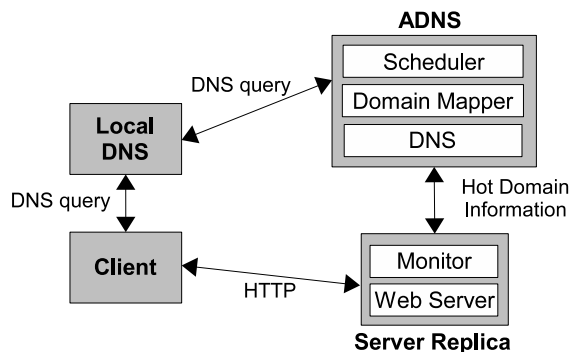 ADNS
Scheduler
Domain Mapper
DNS
DNS query
Local
DNS
DNS query
Hot Domain
Information
Client
HTTP
Monitor
Web Server
Server Replica